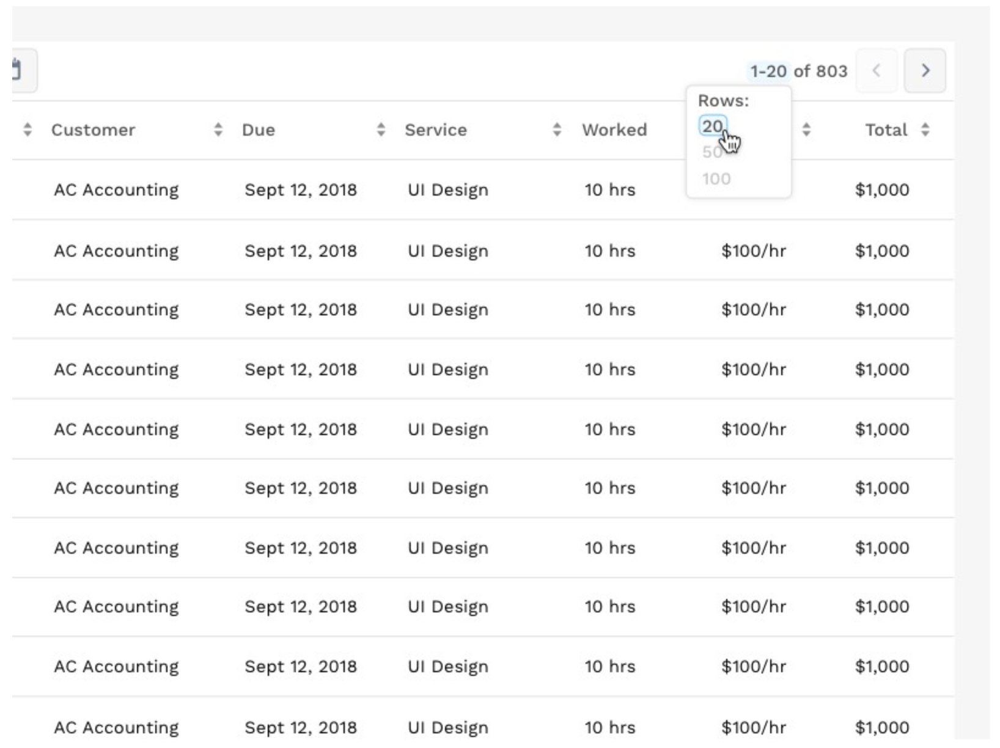 1-20 of 803
Rows:
20
50
100
Customer Due Service Worked Total
AC Accounting Sept 12, 2018 UI Design 10 hrs $1,000
AC Accounting Sept 12, 2018 UI Design 10 hrs $100/hr $1,000
AC Accounting Sept 12, 2018 UI Design 10 hrs $100/hr $1,000
AC Accounting Sept 12, 2018 UI Design 10 hrs $100/hr $1,000
AC Accounting Sept 12, 2018 UI Design 10 hrs $100/hr $1,000
AC Accounting Sept 12, 2018 UI Design 10 hrs $100/hr $1,000
AC Accounting Sept 12, 2018 UI Design 10 hrs $100/hr $1,000
AC Accounting Sept 12, 2018 UI Design 10 hrs $100/hr $1,000
AC Accounting Sept 12, 2018 UI Design 10 hrs $100/hr $1,000
AC Accounting Sept 12, 2018 UI Design 10 hrs $100/hr $1,000